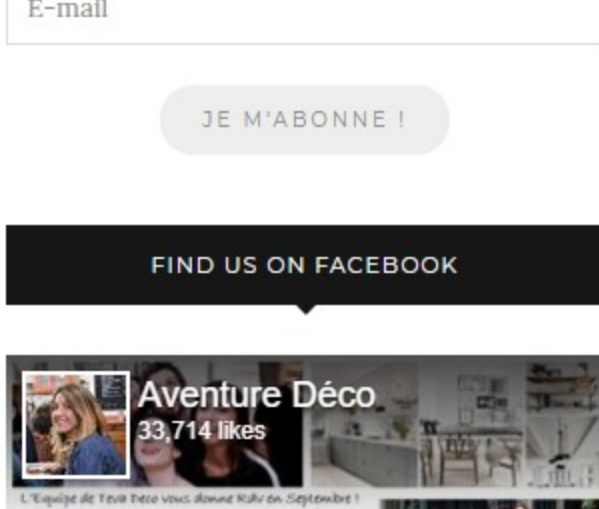 E-mail
JE M'ABONNE !
FIND US ON FACEBOOK
Aventure Déco
33,714 likes
L'Equipe de Teva Deco vous donne Rdv en Septembre !